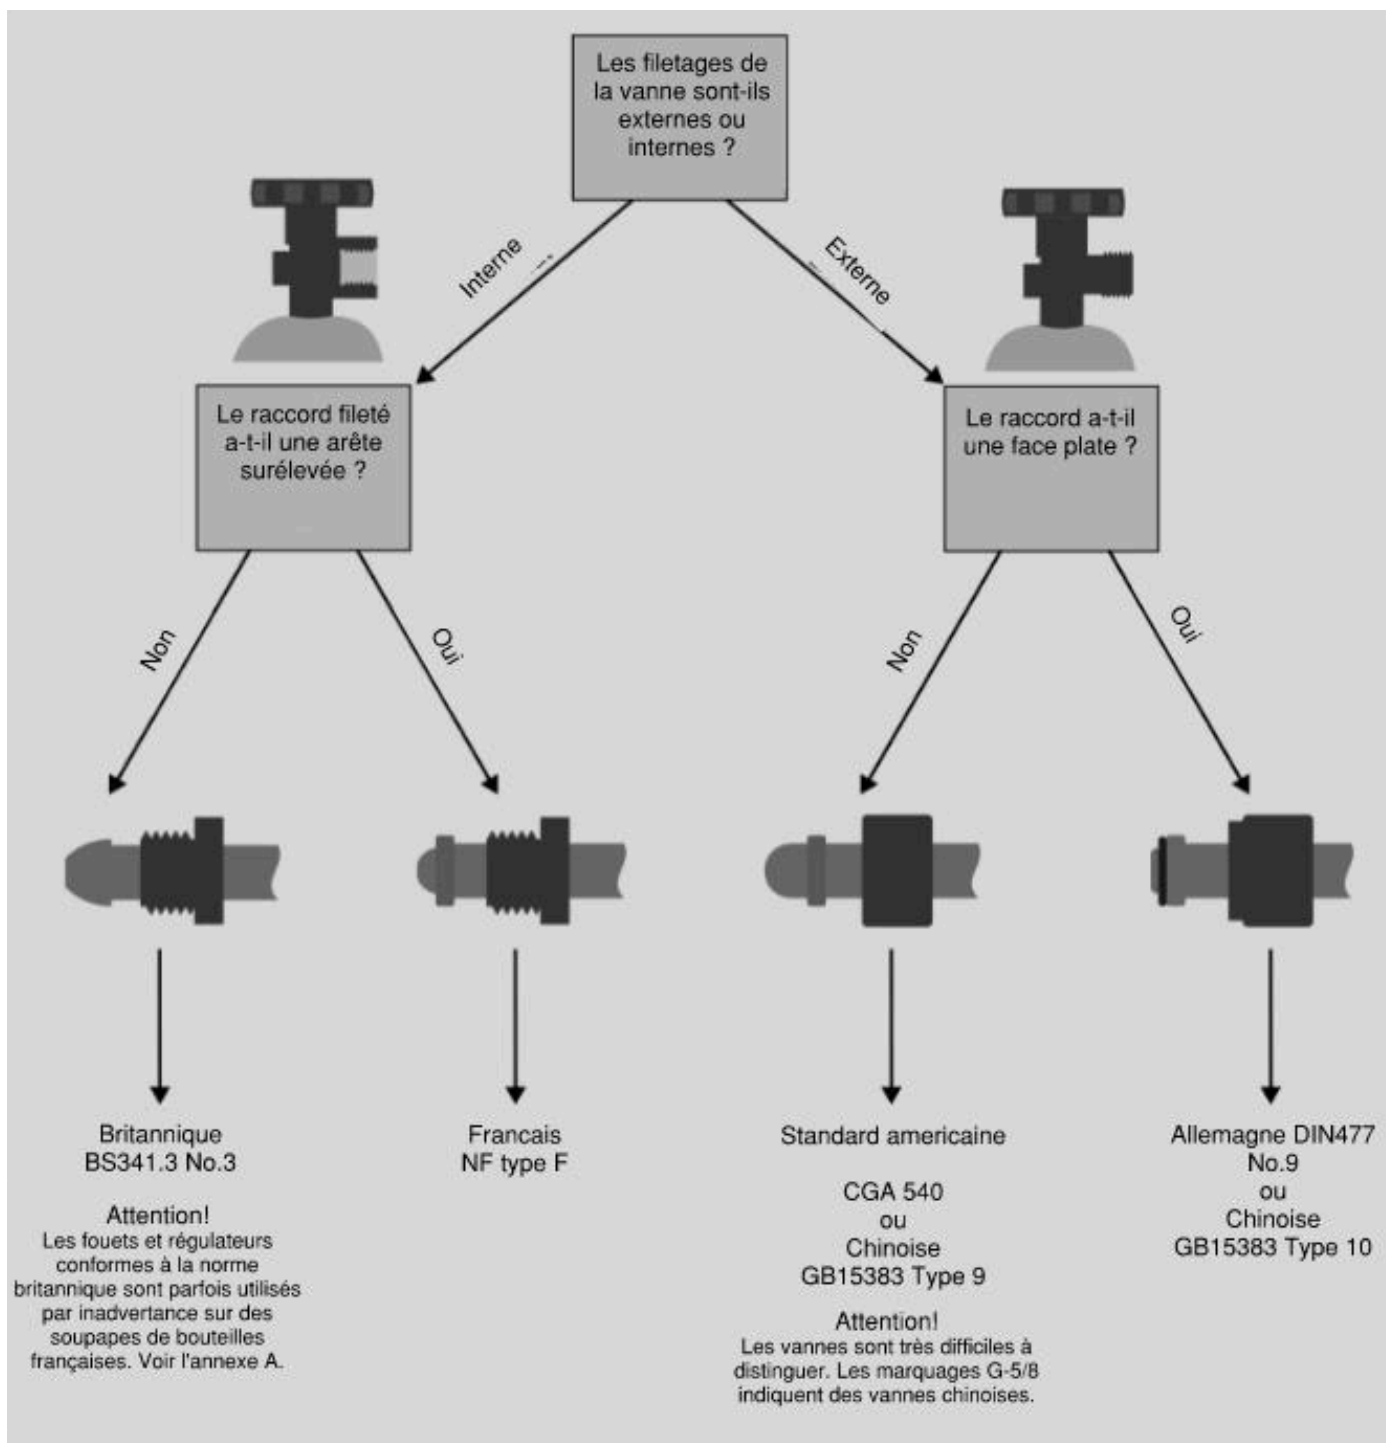 Les filetages de
la vanne sont-ils
externes ou
internes ?
Interne
Externe
Le raccord fileté
a-t-il une arête
surélevée ?
Le raccord a-t-il
une face plate ?
Non
Oui
Non
Oui
Britannique
BS341.3 No.3
Attention!
Les fouets et régulateurs
conformes à la norme
britannique sont parfois utilisés
par inadvertance sur des
soupapes de bouteilles
françaises. Voir l'annexe A.
Francais
NF type F
Standard americaine
CGA 540
ou
Chinoise
GB15383 Type 9
Attention!
Les vannes sont très difficiles à
distinguer. Les marquages G-5/8
indiquent des vannes chinoises.
Allemagne DIN477
No.9
ou
Chinoise
GB15383 Type 10